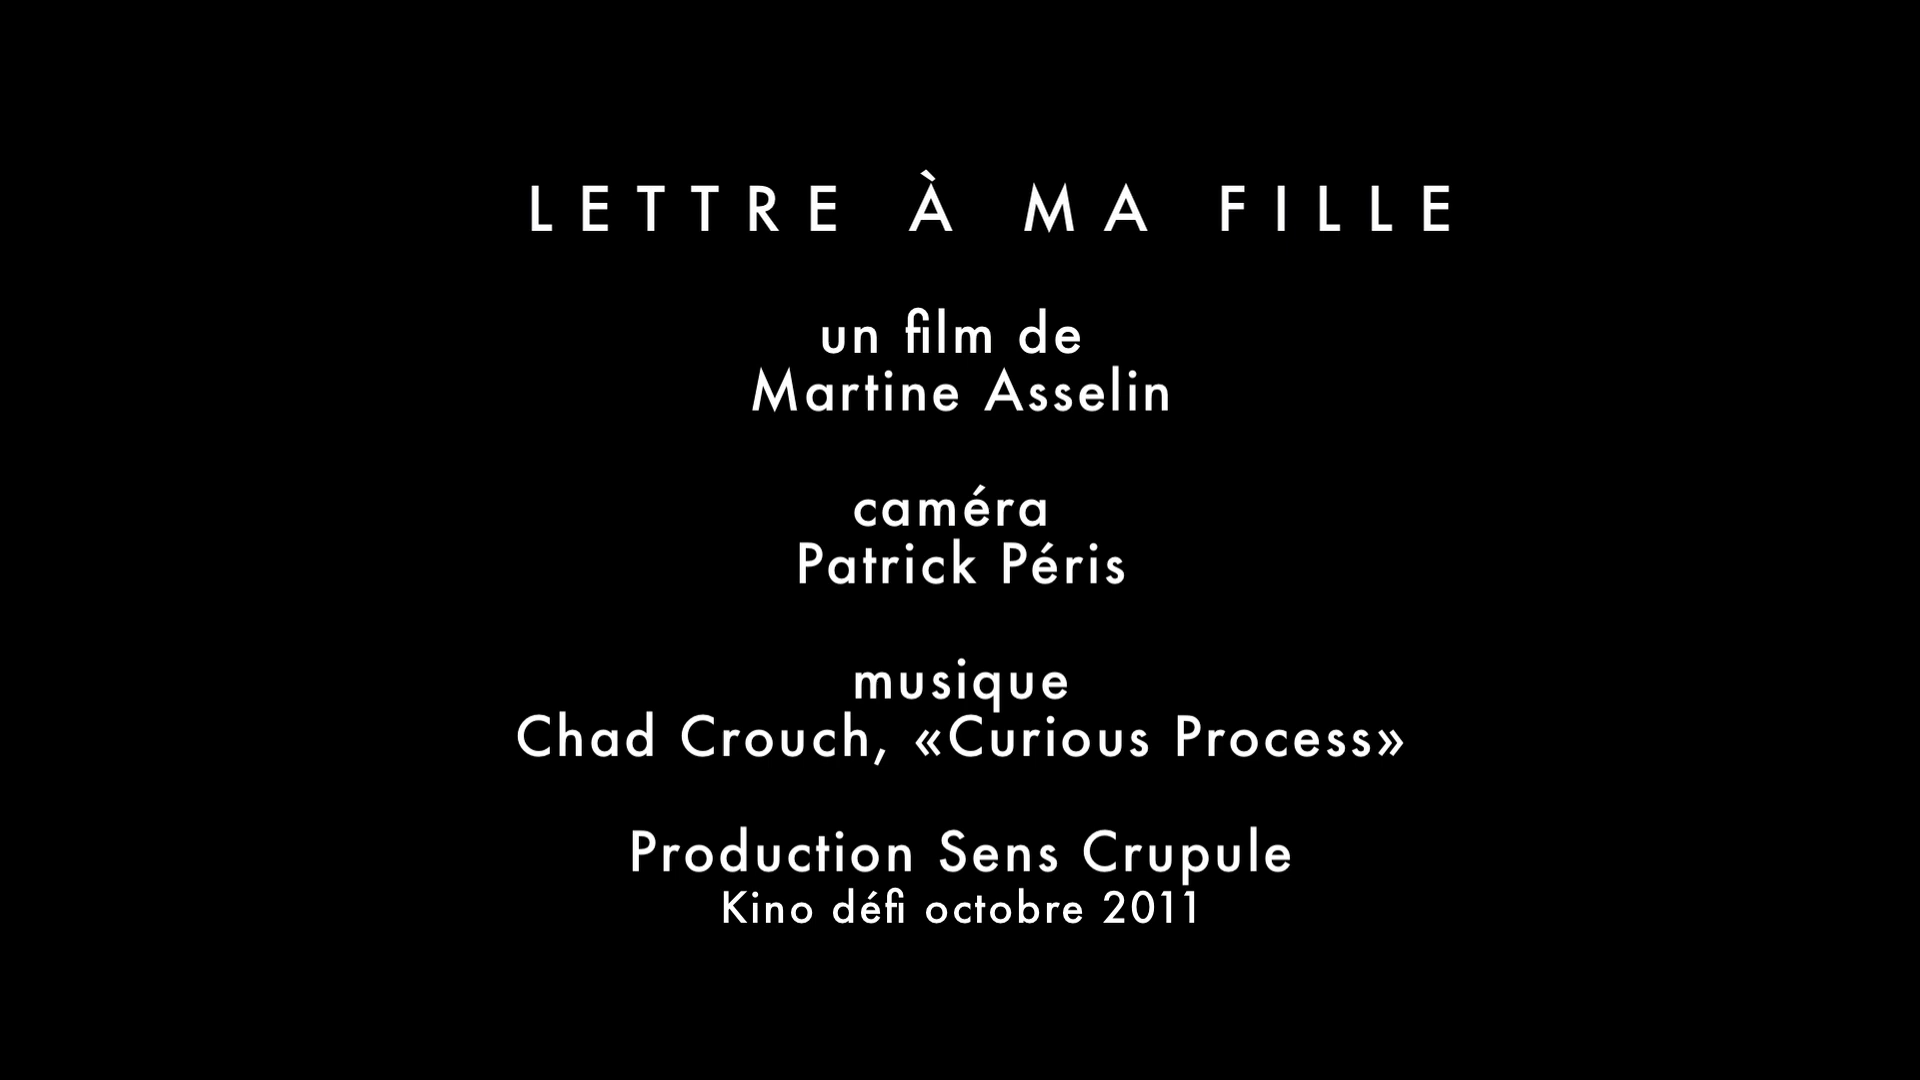 LETTRE À MA FILLE
un film de
Martine Asselin
caméra
Patrick Péris
musique
Chad Crouch, «Curious Process»
Production Sens Crupule
Kino défi octobre 2011